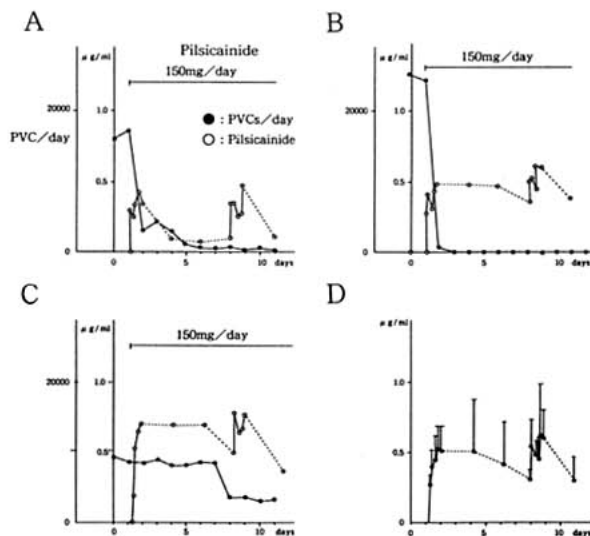 A
Pilsicainide
μg/ml
150mg/day
20000
PVC/day
1.0
●：PVCs/day
○：Pilsicainide
0.5
0
0 5 10 days
B
μg/ml
150mg/day
20000
1.0
0.5
0
0 5 10 days
C
μg/ml
150mg/day
20000
1.0
0.5
0
0 5 10 days
D
μg/ml
1.0
0.5
0
0 5 10 days